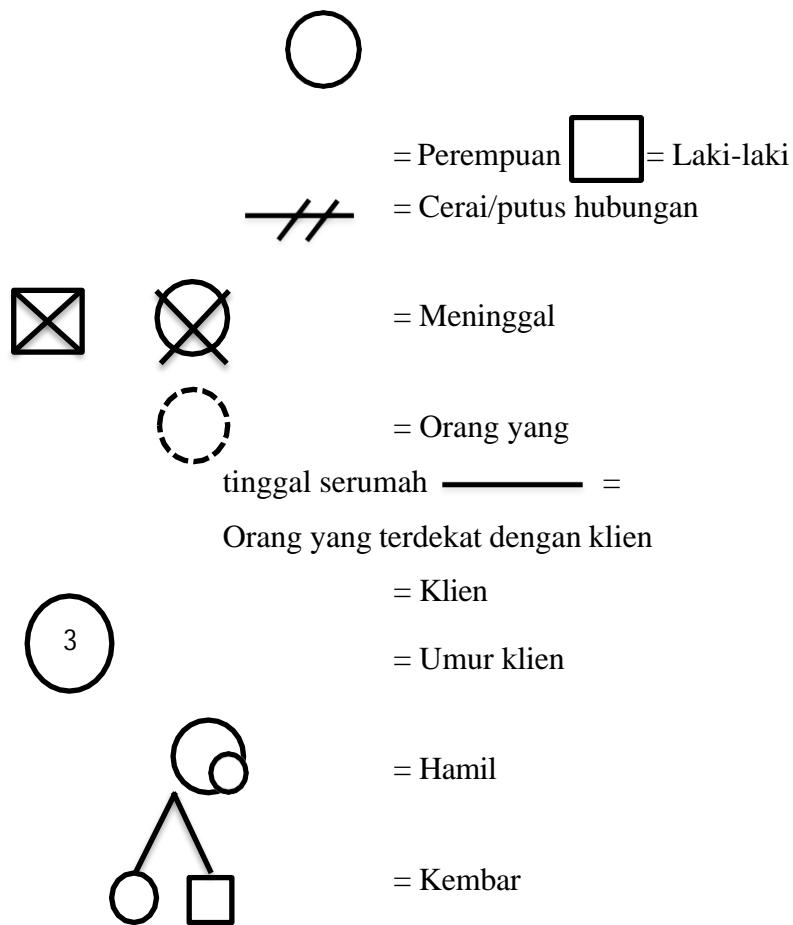 = Perempuan = Laki-laki
= Cerai/putus hubungan
= Meninggal
= Orang yang
tinggal serumah =
Orang yang terdekat dengan klien
= Klien
3
= Umur klien
= Hamil
= Kembar